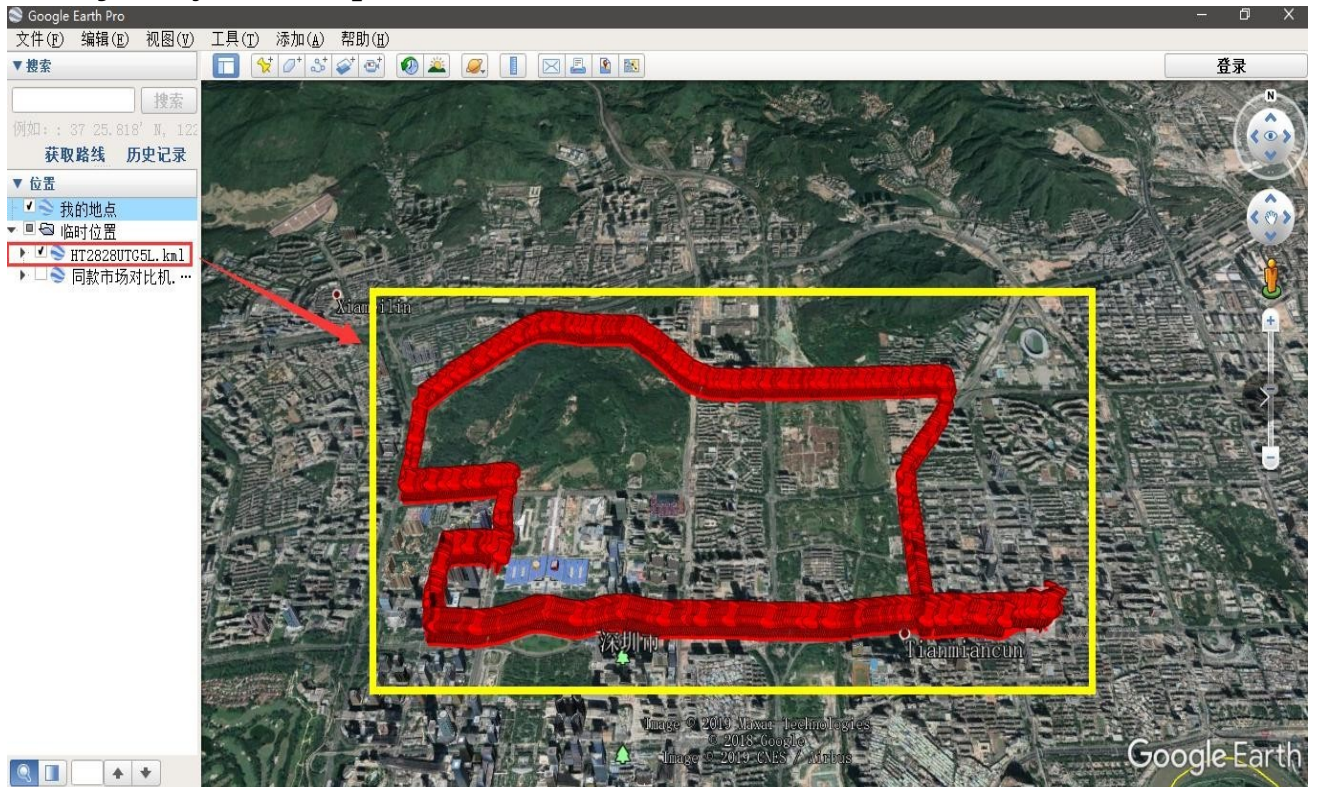 Google Earth Pro
文件(F) 编辑(E) 视图(V) 工具(T) 添加(A) 帮助(H)
▼搜索
登录
搜索
例如：: 37 25.818' N, 122
获取路线 历史记录
▼ 位置
我的地点
临时位置
HT2828UTG5L.kml
同款市场对比机. ···
N
深圳市
Tianmiancun
Image © 2019 Maxar Technologies
© 2018 Google
Image © 2019 CNES / Airbus
Google Earth